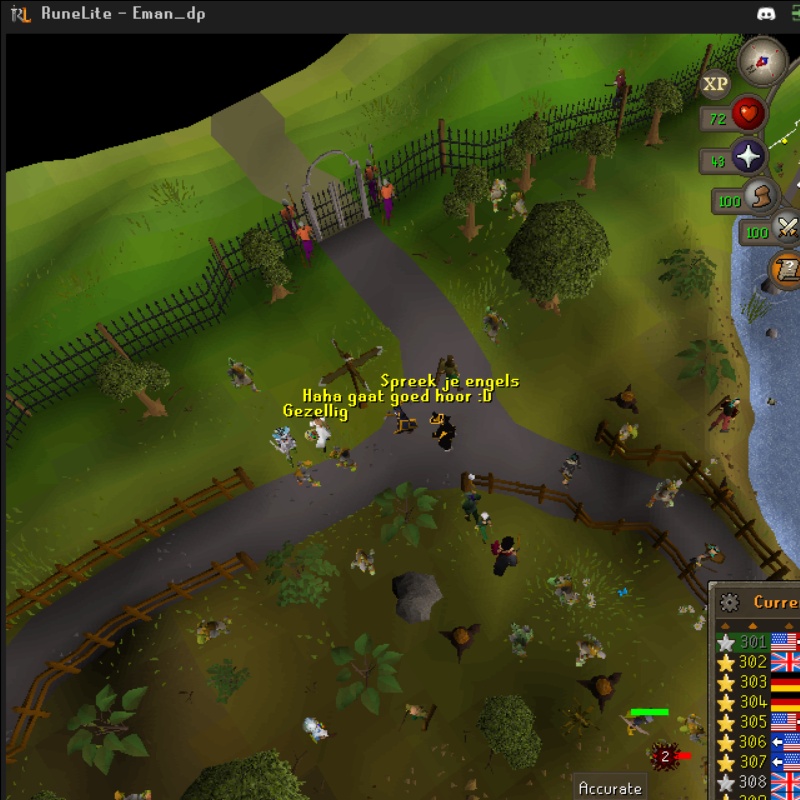 RuneLite - Eman_dp
XP
72
43
100
100
Spreek je engels
Haha gaat goed hoor :D
Gezellig
Curre
301
302
303
304
305
306
307
308
2
Accurate